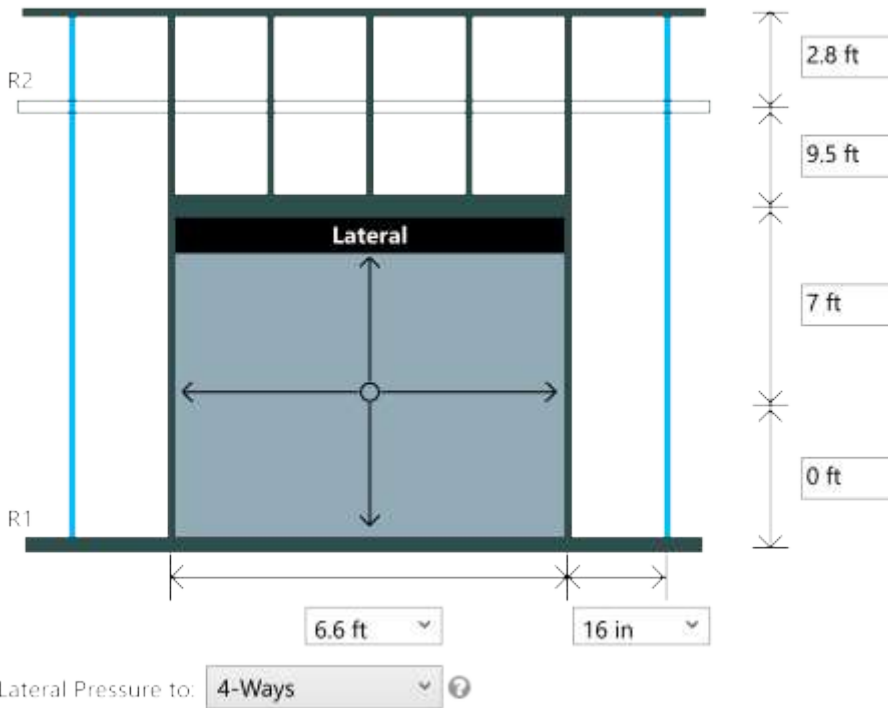 2.8 ft
R2
9.5 ft
Lateral
7 ft
0 ft
R1
6.6 ft
16 in
Lateral Pressure to: 4-Ways ?